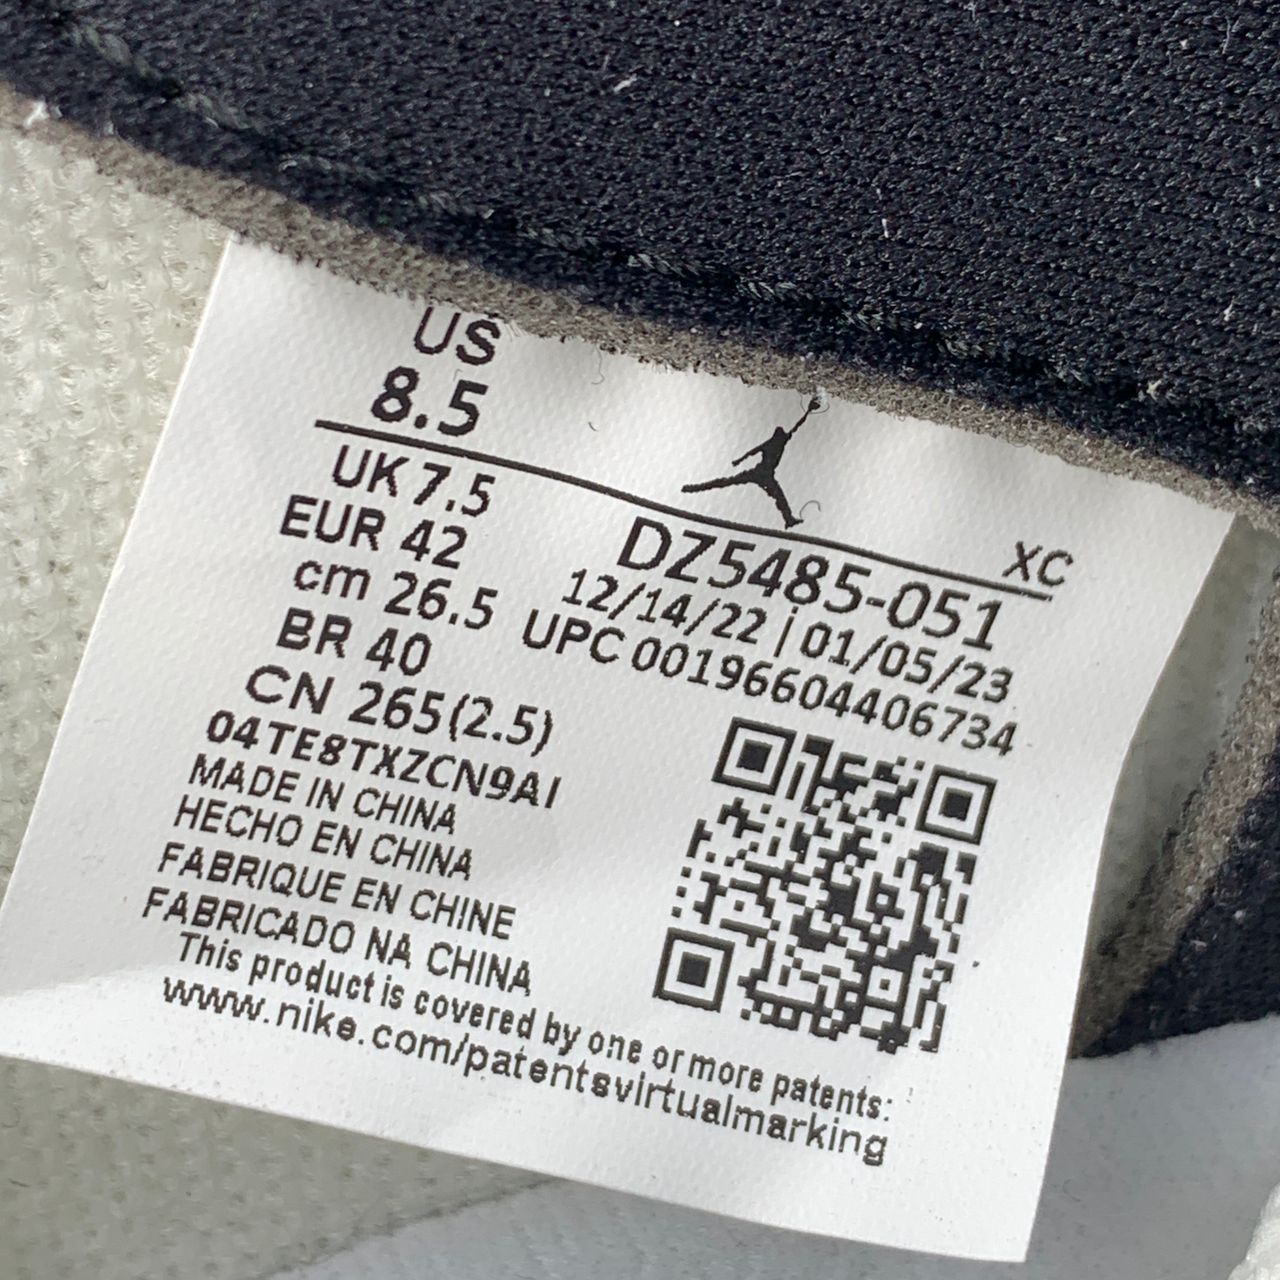 US
8.5
UK 7.5
EUR 42
cm 26.5
BR 40
CN 265(2.5)
04TE8TXZCN9AI
MADE IN CHINA
HECHO EN CHINA
FABRIQUE EN CHINE
FABRICADO NA CHINA
This product is covered by one or more patents:
www.nike.com/patentsvirtualmarking
XC
DZ5485-051
12/14/22 | 01/05/23
UPC 00196604406734